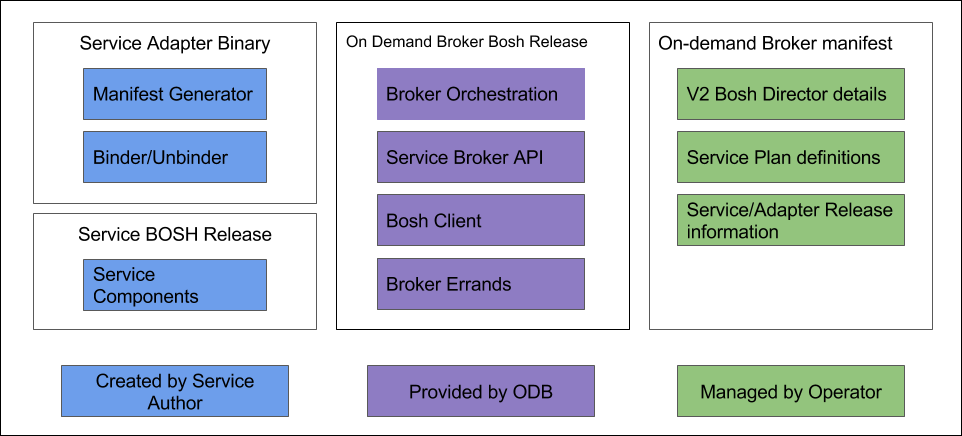 Service Adapter Binary
Manifest Generator
Binder/Unbinder
Service BOSH Release
Service
Components
On Demand Broker Bosh Release
Broker Orchestration
Service Broker API
Bosh Client
Broker Errands
On-demand Broker manifest
V2 Bosh Director details
Service Plan definitions
Service/Adapter Release
information
Created by Service
Author
Provided by ODB
Managed by Operator